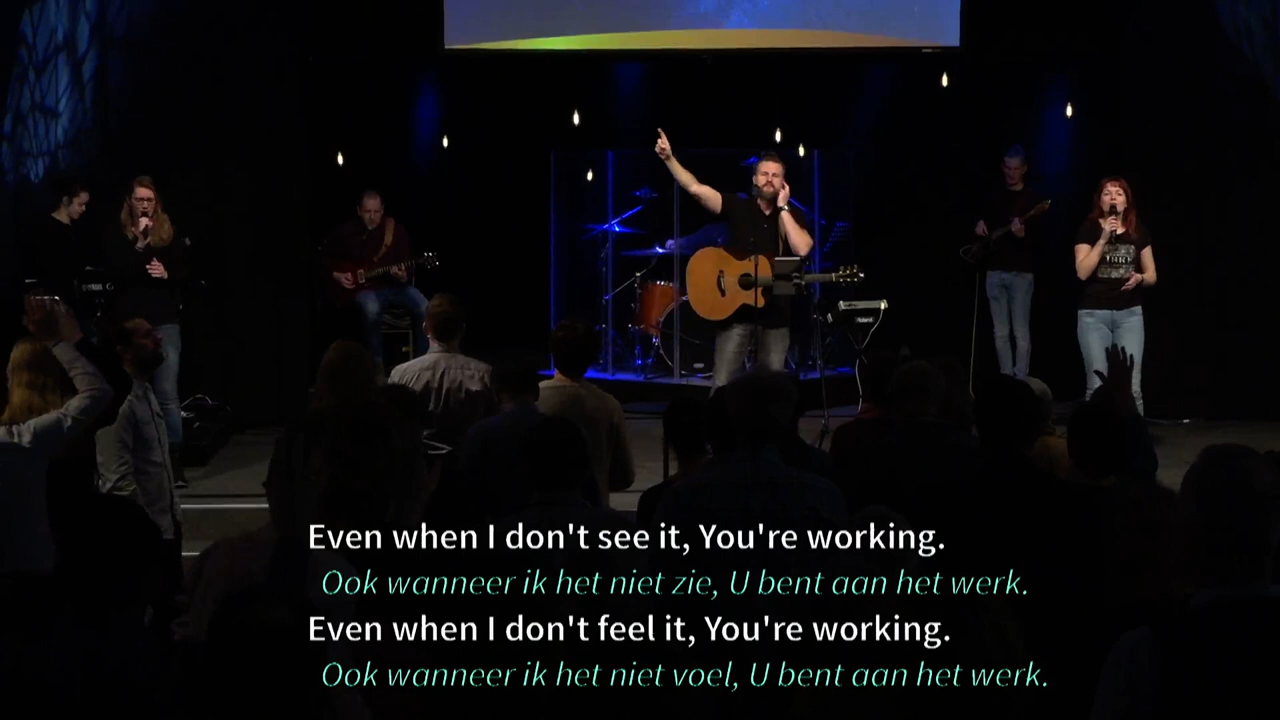 Even when I don't see it, You're working.
Ook wanneer ik het niet zie, U bent aan het werk.
Even when I don't feel it, You're working.
Ook wanneer ik het niet voel, U bent aan het werk.